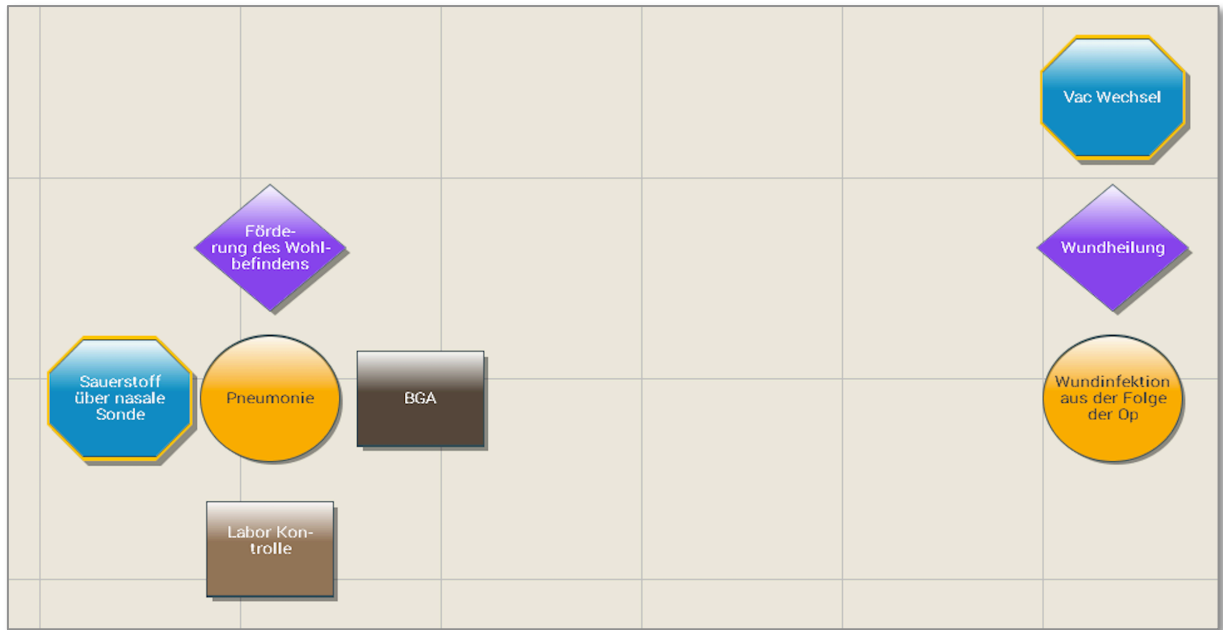 Vac Wechsel
Förde-
rung des Wohl-
befindens
Wundheilung
Sauerstoff
über nasale
Sonde
Pneumonie
BGA
Wundinfektion
aus der Folge
der Op
Labor Kon-
trolle